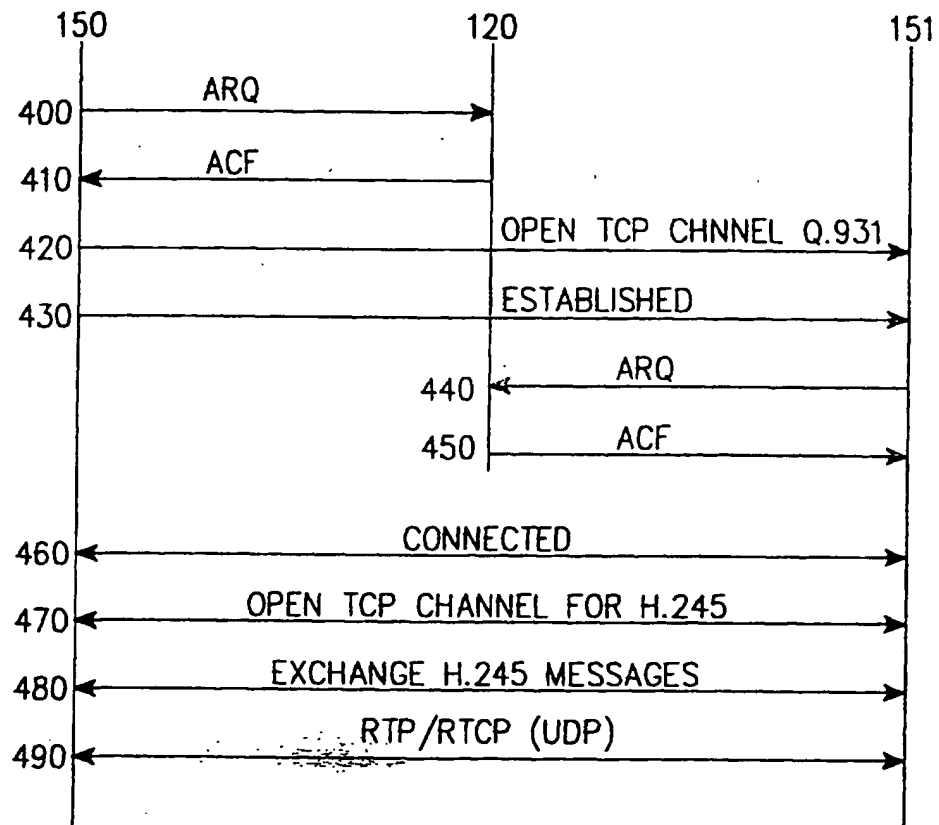 150 120 151
ARQ
400
ACF
410
OPEN TCP CHNNEL Q.931
420
ESTABLISHED
430
ARQ
440
ACF
450
CONNECTED
460
OPEN TCP CHANNEL FOR H.245
470
EXCHANGE H.245 MESSAGES
480
RTP/RTCP (UDP)
490